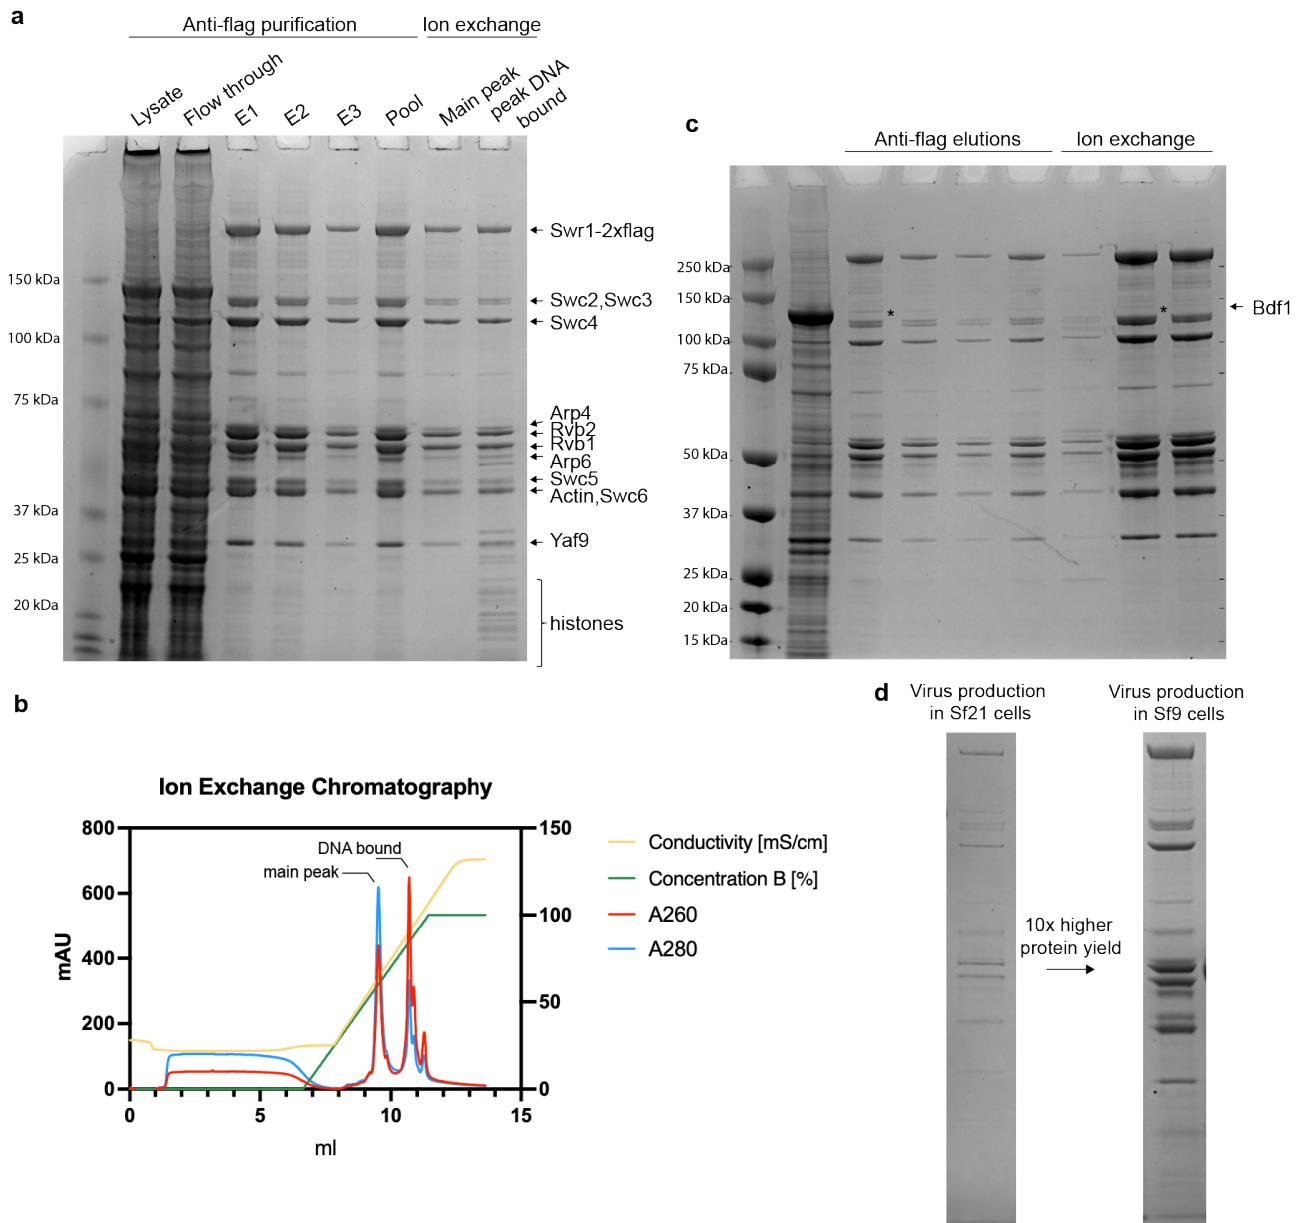 a
Anti-flag purification
Ion exchange
Lysate
Flow through
E1
E2
E3
Pool
Main peak
peak DNA
bound
150 kDa
100 kDa
75 kDa
37 kDa
25 kDa
20 kDa
Swr1-2xflag
Swc2,Swc3
Swc4
Arp4
Rvb2
Rvb1
Arp6
Swc5
Actin,Swc6
Yaf9
histones
c
Anti-flag elutions
Ion exchange
250 kDa
150 kDa
100 kDa
75 kDa
50 kDa
37 kDa
25 kDa
20 kDa
15 kDa
*
*
Bdf1
b
Ion Exchange Chromatography
800
600
400
200
0
mAU
150
100
50
0
0
5
10
15
ml
DNA bound
main peak
Conductivity [mS/cm]
Concentration B [%]
A260
A280
d
Virus production
in Sf21 cells
Virus production
in Sf9 cells
10x higher
protein yield